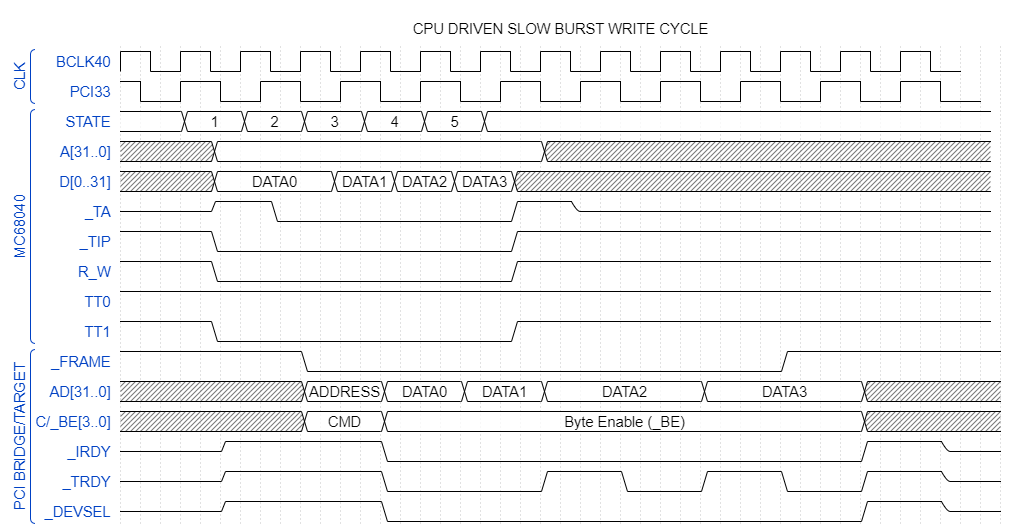 CPU DRIVEN SLOW BURST WRITE CYCLE
CLK
BCLK40
PCI33
MC68040
STATE 1 2 3 4 5
A[31..0]
D[0..31] DATA0 DATA1 DATA2 DATA3
_TA
_TIP
R_W
TT0
TT1
PCI BRIDGE/TARGET
_FRAME
AD[31..0] ADDRESS DATA0 DATA1 DATA2 DATA3
C/_BE[3..0] CMD Byte Enable (_BE)
_IRDY
_TRDY
_DEVSEL